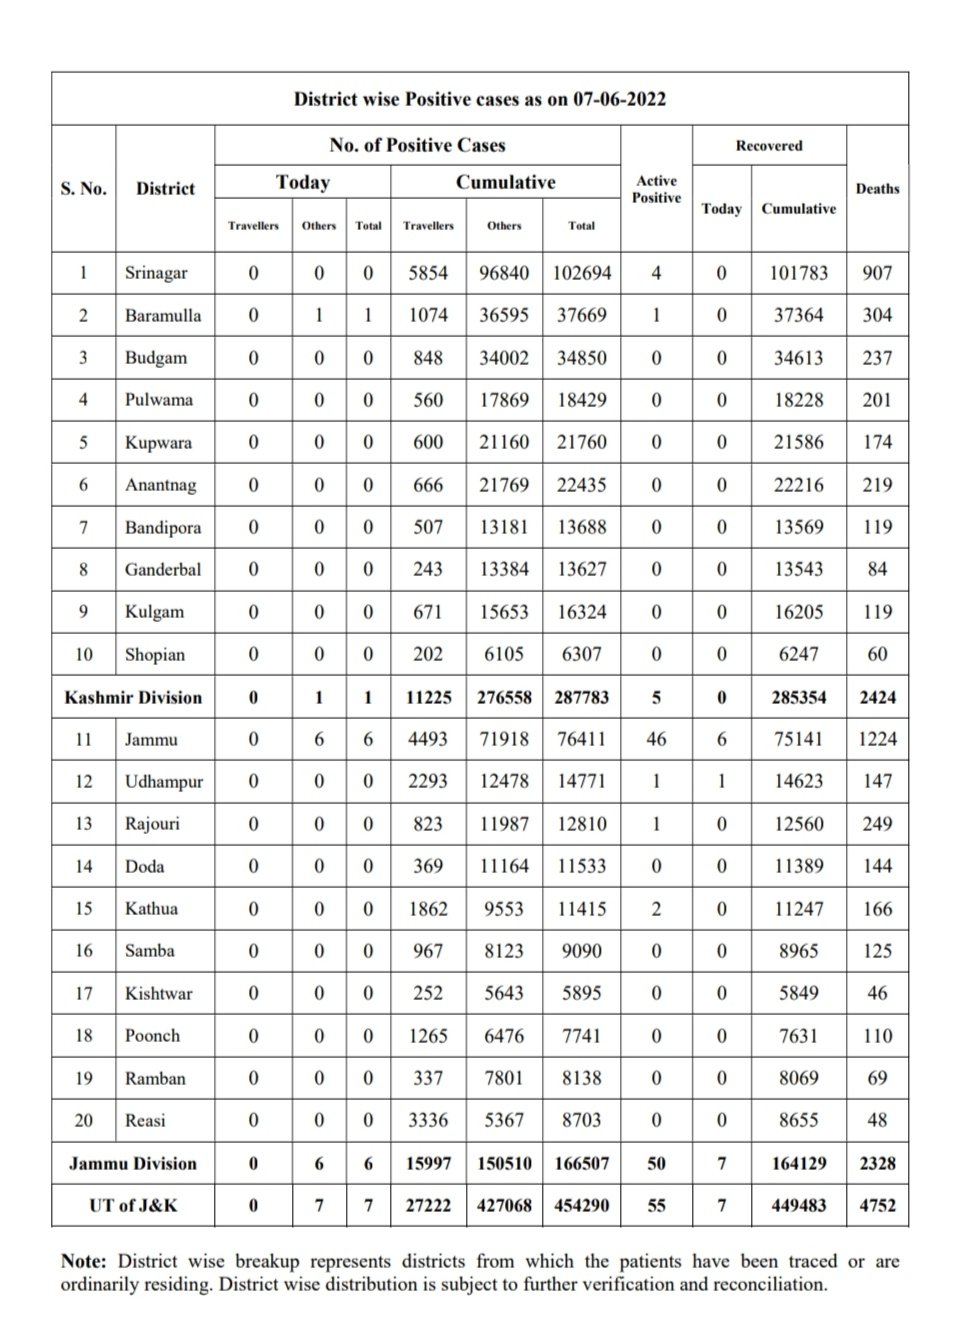 District wise Positive cases as on 07-06-2022
S. No. District No. of Positive Cases Active Positive Recovered Deaths
Today Cumulative Today Cumulative
Travellers Others Total Travellers Others Total
1 Srinagar 0 0 0 5854 96840 102694 4 0 101783 907
2 Baramulla 0 1 1 1074 36595 37669 1 0 37364 304
3 Budgam 0 0 0 848 34002 34850 0 0 34613 237
4 Pulwama 0 0 0 560 17869 18429 0 0 18228 201
5 Kupwara 0 0 0 600 21160 21760 0 0 21586 174
6 Anantnag 0 0 0 666 21769 22435 0 0 22216 219
7 Bandipora 0 0 0 507 13181 13688 0 0 13569 119
8 Ganderbal 0 0 0 243 13384 13627 0 0 13543 84
9 Kulgam 0 0 0 671 15653 16324 0 0 16205 119
10 Shopian 0 0 0 202 6105 6307 0 0 6247 60
Kashmir Division 0 1 1 11225 276558 287783 5 0 285354 2424
11 Jammu 0 6 6 4493 71918 76411 46 6 75141 1224
12 Udhampur 0 0 0 2293 12478 14771 1 1 14623 147
13 Rajouri 0 0 0 823 11987 12810 1 0 12560 249
14 Doda 0 0 0 369 11164 11533 0 0 11389 144
15 Kathua 0 0 0 1862 9553 11415 2 0 11247 166
16 Samba 0 0 0 967 8123 9090 0 0 8965 125
17 Kishtwar 0 0 0 252 5643 5895 0 0 5849 46
18 Poonch 0 0 0 1265 6476 7741 0 0 7631 110
19 Ramban 0 0 0 337 7801 8138 0 0 8069 69
20 Reasi 0 0 0 3336 5367 8703 0 0 8655 48
Jammu Division 0 6 6 15997 150510 166507 50 7 164129 2328
UT of J&K 0 7 7 27222 427068 454290 55 7 449483 4752
Note: District wise breakup represents districts from which the patients have been traced or are
ordinarily residing. District wise distribution is subject to further verification and reconciliation.